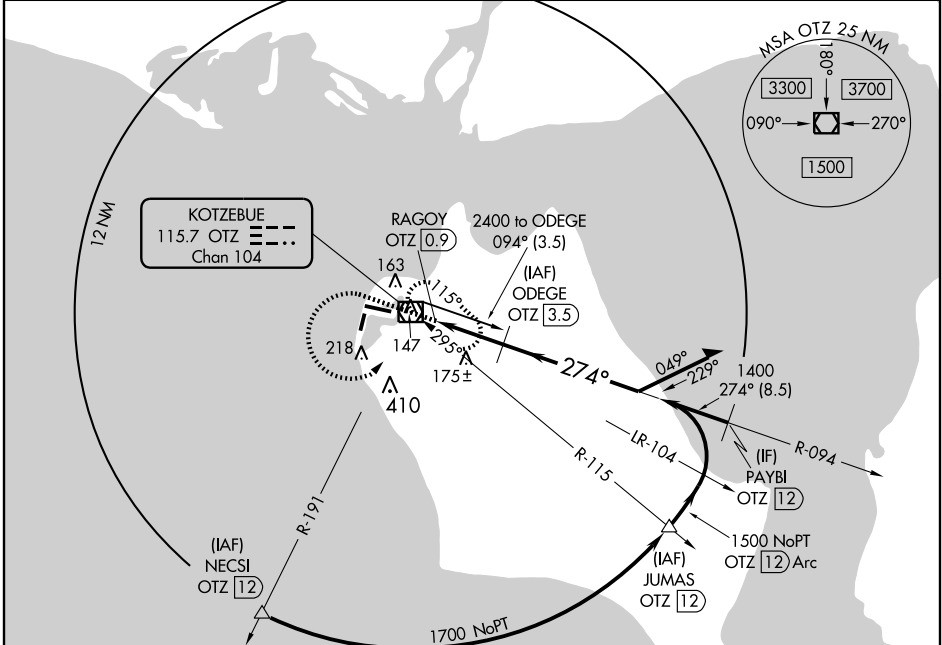 MSA OTZ 25 NM
180°
3300
3700
090°
270°
1500
12 NM
KOTZEBUE
115.7 OTZ
Chan 104
RAGOY
OTZ 0.9
2400 to ODEGE
094° (3.5)
(IAF)
ODEGE
OTZ 3.5
163
115°
147
295°
218
175±
410
274°
049°
229°
1400
274° (8.5)
R-094
(IF)
PAYBI
OTZ 12
LR-104
R-115
R-191
1500 NoPT
OTZ 12 Arc
(IAF)
JUMAS
OTZ 12
(IAF)
NECSI
OTZ 12
1700 NoPT